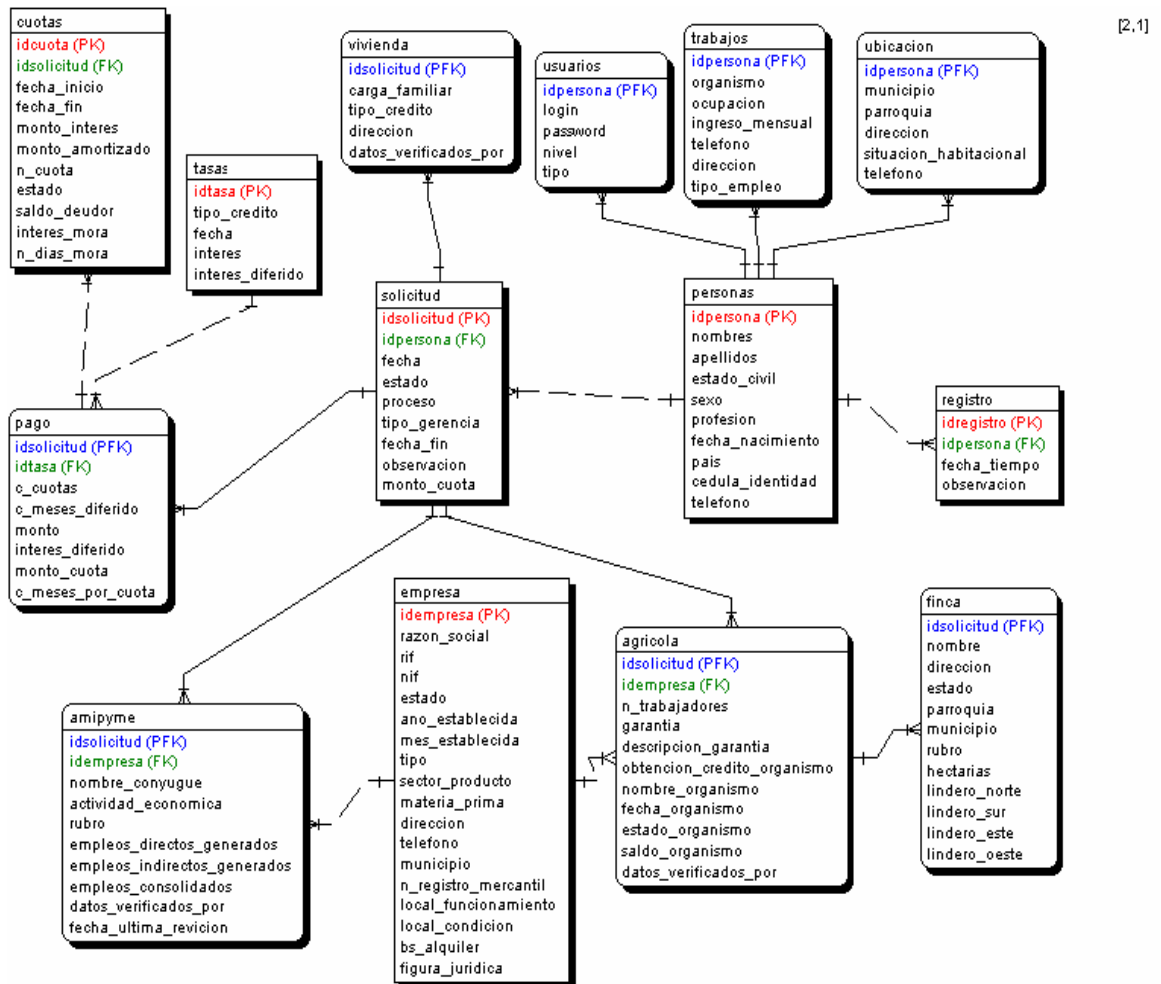 cuotas
idcuota (PK)
idsolicitud (FK)
fecha_inicio
fecha_fin
monto_interes
monto_amortizado
n_cuota
estado
saldo_deudor
interes_mora
n_dias_mora
tasas
idtasa (PK)
tipo_credito
fecha
interes
interes_diferido
vivienda
idsolicitud (PFK)
carga_familiar
tipo_credito
direccion
datos_verificados_por
usuarios
idpersona (PFK)
login
password
nivel
tipo
trabajos
idpersona (PFK)
organismo
ocupacion
ingreso_mensual
telefono
direccion
tipo_empleo
ubicacion
idpersona (PFK)
municipio
parroquia
direccion
situacion_habitacional
telefono
[2,1]
pago
idsolicitud (PFK)
idtasa (FK)
c_cuotas
c_meses_diferido
monto
interes_diferido
monto_cuota
c_meses_por_cuota
solicitud
idsolicitud (PK)
idpersona (FK)
fecha
estado
proceso
tipo_gerencia
fecha_fin
observacion
monto_cuota
personas
idpersona (PK)
nombres
apellidos
estado_civil
sexo
profesion
fecha_nacimiento
pais
cedula_identidad
telefono
registro
idregistro (PK)
idpersona (FK)
fecha_tiempo
observacion
amipyme
idsolicitud (PFK)
idempresa (FK)
nombre_conyugue
actividad_economica
rubro
empleos_directos_generados
empleos_indirectos_generados
empleos_consolidados
datos_verificados_por
fecha_ultima_revicion
empresa
idempresa (PK)
razon_social
rif
nif
estado
ano_establecida
mes_establecida
tipo
sector_producto
materia_prima
direccion
telefono
municipio
n_registro_mercantil
local_funcionamiento
local_condicion
bs_alquiler
figura_juridica
agricola
idsolicitud (PFK)
idempresa (FK)
n_trabajadores
garantia
descripcion_garantia
obtencion_credito_organismo
nombre_organismo
fecha_organismo
estado_organismo
saldo_organismo
datos_verificados_por
finca
idsolicitud (PFK)
nombre
direccion
estado
parroquia
municipio
rubro
hectarias
lindero_norte
lindero_sur
lindero_este
lindero_oeste